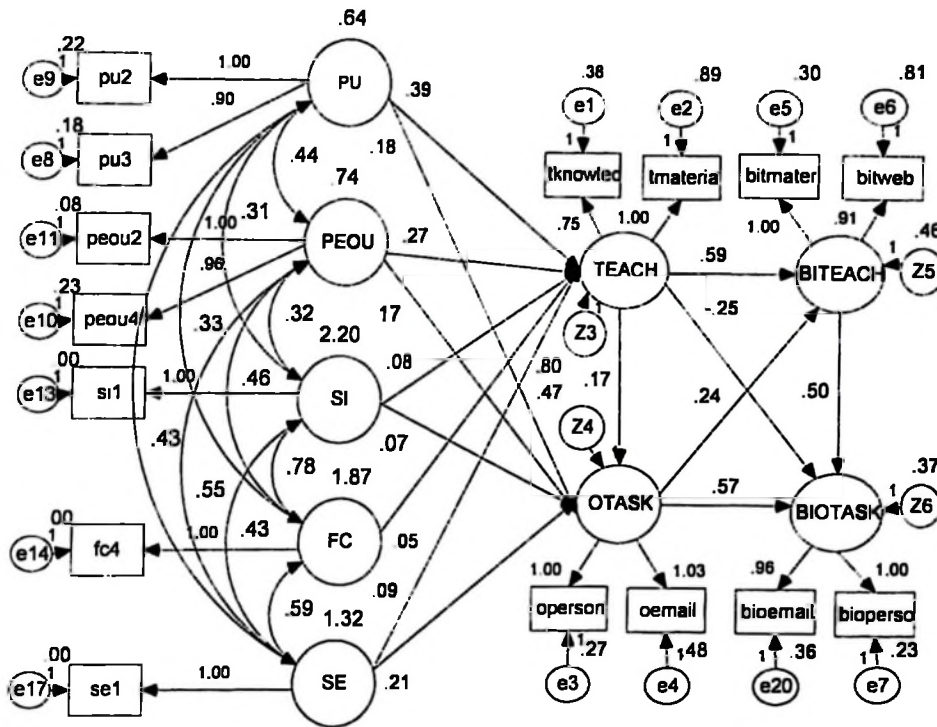 .64
.22
1
e9
pu2
1.00
PU
.39
.38
.89
.30
.81
e1
e2
e5
e6
.18
1
e8
pu3
.90
.44
.18
1
1
1
1
tknowlec
tmateria
bitmater
bitweb
.08
1
e11
peou2
1.00
.31
.74
PEOU
.27
.75
1.00
1.00
.91
.46
.96
TEACH
.59
BITEACH
1
Z5
.23
1
e10
peou4
.33
.32
17
Z3
1
-.25
2.20
.08
.80
.00
1
e13
si1
1.00
.46
SI
.47
.17
.24
.50
.43
.07
Z4
.55
.78
1.87
.37
OTASK
.57
BIOTASK
1
Z6
.00
1
e14
fc4
1.00
.43
FC
.05
.09
1.00
1.03
.96
1.00
.59
1.32
operson
oemail
bioemail
bioperso
.00
1
e17
se1
1.00
SE
.21
1
.27
1
.48
1
.36
1
.23
e3
e4
e20
e7